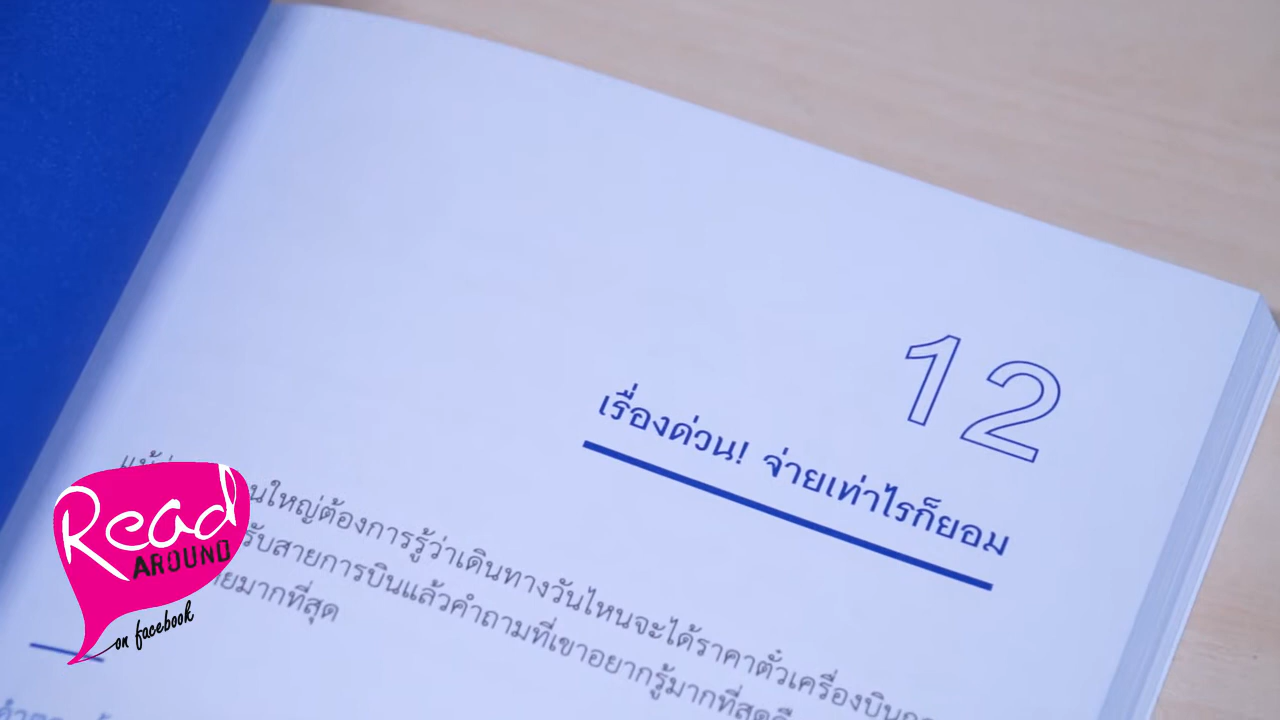 12
เรื่องด่วน! จ่ายเท่าไรก็ยอม
ใหญ่ต้องการรู้ว่าเดินทางวันไหนจะได้ราคาตั๋วเครื่องบิน
รับสายการบินแล้วคำถามที่เขาอยากรู้มากที่สุดคือ
มากที่สุด
Read
AROUND
on facebook